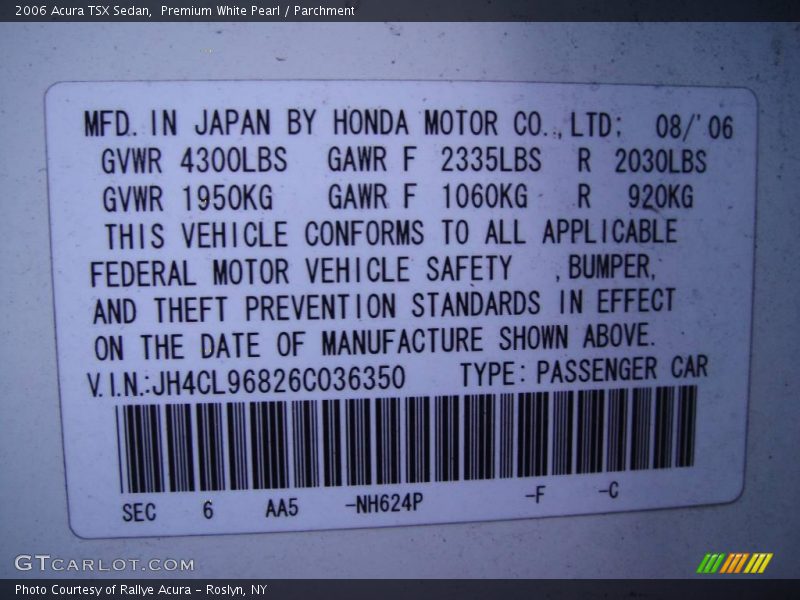 2006 Acura TSX Sedan, Premium White Pearl / Parchment
MFD. IN JAPAN BY HONDA MOTOR CO., LTD; 08/'06
GVWR 4300LBS GAWR F 2335LBS R 2030LBS
GVWR 1950KG GAWR F 1060KG R 920KG
THIS VEHICLE CONFORMS TO ALL APPLICABLE
FEDERAL MOTOR VEHICLE SAFETY ,BUMPER,
AND THEFT PREVENTION STANDARDS IN EFFECT
ON THE DATE OF MANUFACTURE SHOWN ABOVE.
V.I.N.:JH4CL96826C036350 TYPE: PASSENGER CAR
SEC 6 AA5 -NH624P -F -C
GTCARLOT.COM
Photo Courtesy of Rallye Acura – Roslyn, NY